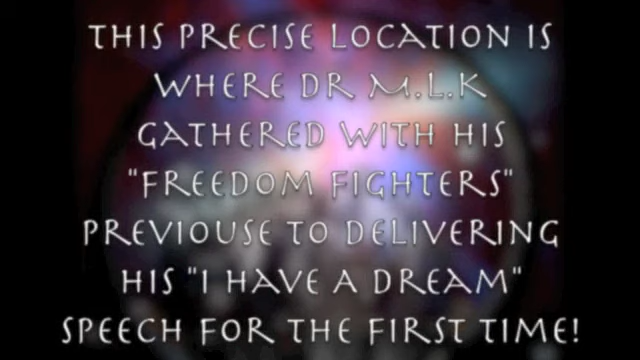 THIS PRECISE LOCATION IS
WHERE DR M.L.K
GATHERED WITH HIS
"FREEDOM FIGHTERS"
PREVIOUSE TO DELIVERING
HIS "I HAVE A DREAM"
SPEECH FOR THE FIRST TIME!